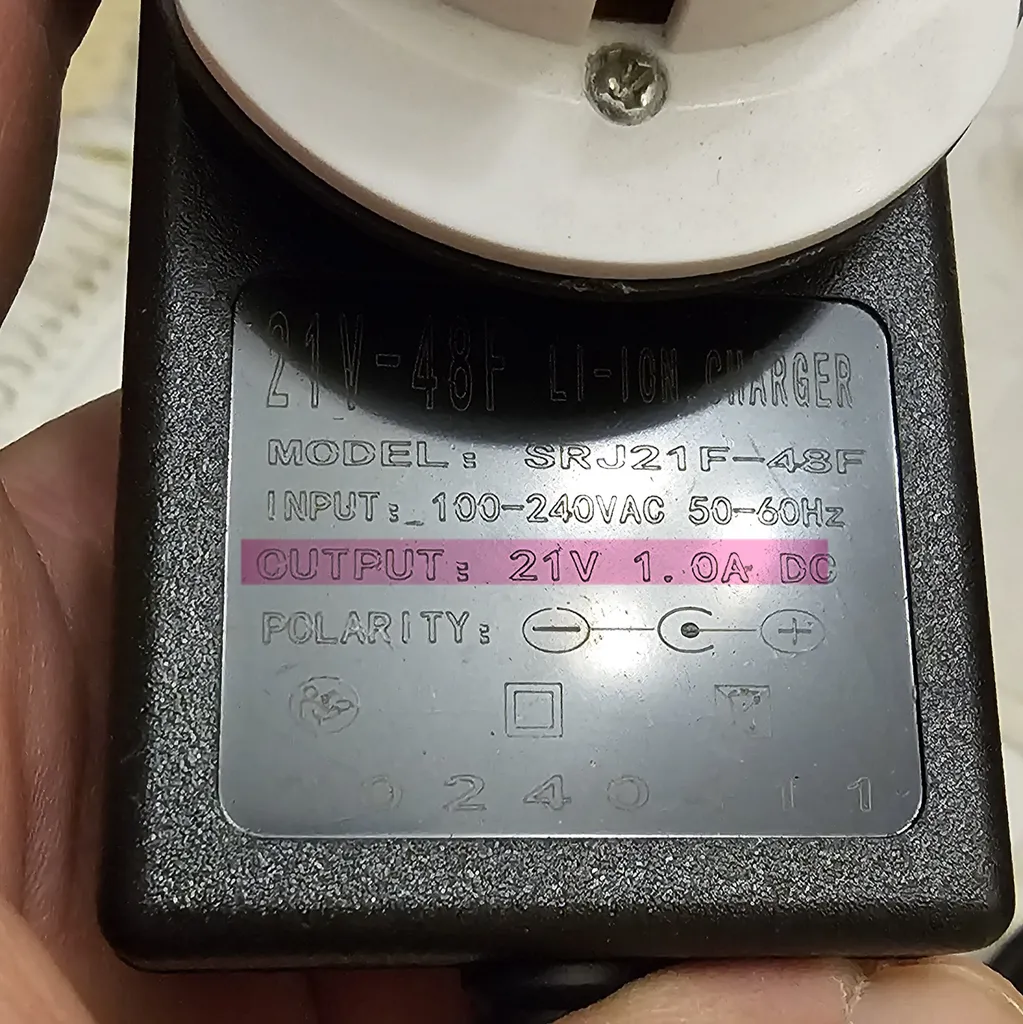 21V-48F LI-ION CHARGER
MODEL: SRJ21F-48F
INPUT: 100-240VAC 50-60Hz
OUTPUT: 21V 1.0A DC
POLARITY: − +
0240 11